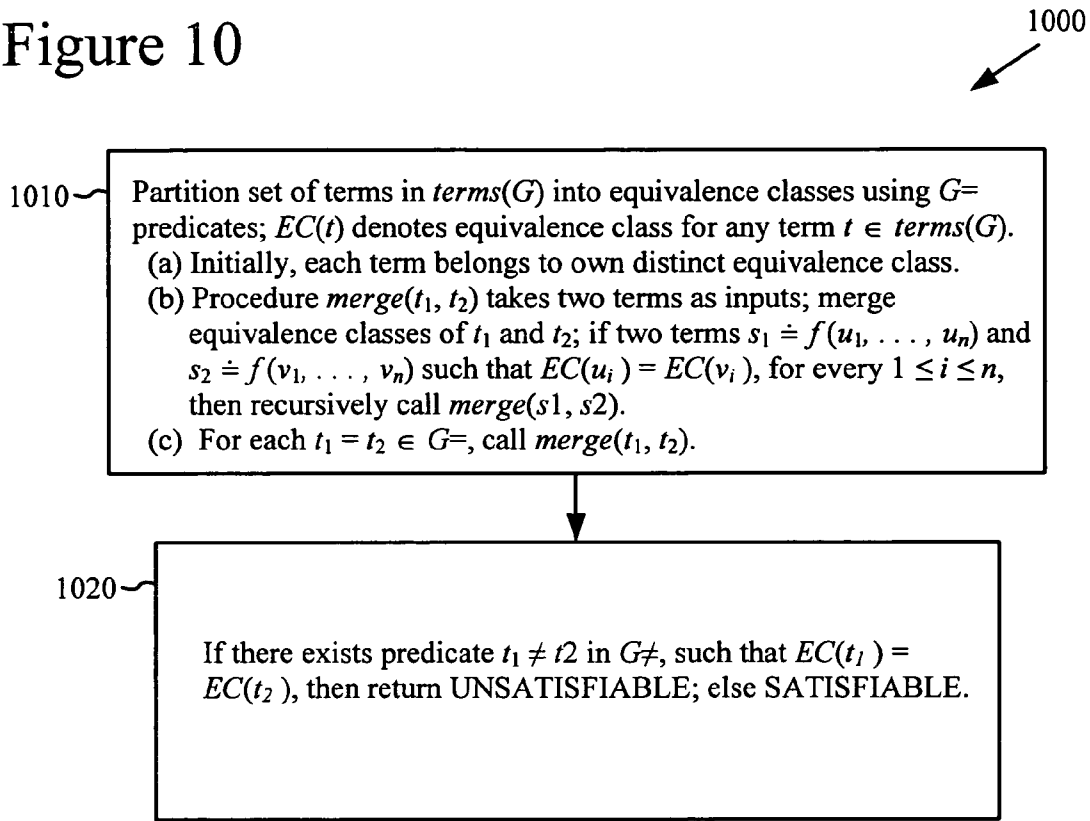 Figure 10
1000
1010
Partition set of terms in terms(G) into equivalence classes using G=
predicates; EC(t) denotes equivalence class for any term t ∈ terms(G).
(a) Initially, each term belongs to own distinct equivalence class.
(b) Procedure merge(t₁, t₂) takes two terms as inputs; merge
equivalence classes of t₁ and t₂; if two terms s₁ ≐ f(u₁, . . . , uₙ) and
s₂ ≐ f(v₁, . . . , vₙ) such that EC(uᵢ ) = EC(vᵢ ), for every 1 ≤ i ≤ n,
then recursively call merge(s1, s2).
(c) For each t₁ = t₂ ∈ G=, call merge(t₁, t₂).
1020
If there exists predicate t₁ ≠ t2 in G≠, such that EC(t₁ ) =
EC(t₂ ), then return UNSATISFIABLE; else SATISFIABLE.